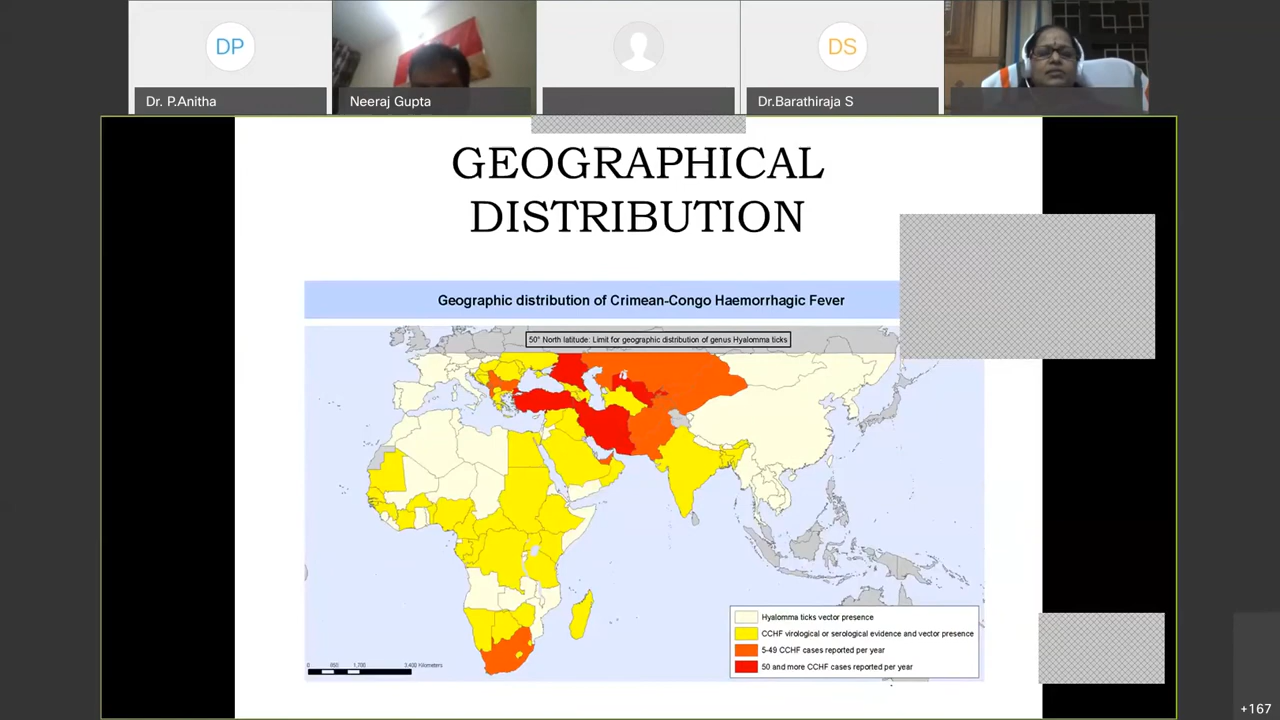 DP
Dr. P.Anitha
Neeraj Gupta
DS
Dr.Barathiraja S
GEOGRAPHICAL
DISTRIBUTION
Geographic distribution of Crimean-Congo Haemorrhagic Fever
50° North latitude: Limit for geographic distribution of genus Hyalomma ticks
Hyalomma ticks vector presence
CCHF virological or serological evidence and vector presence
5-49 CCHF cases reported per year
50 and more CCHF cases reported per year
0 850 1,700 3,400 Kilometers
+167